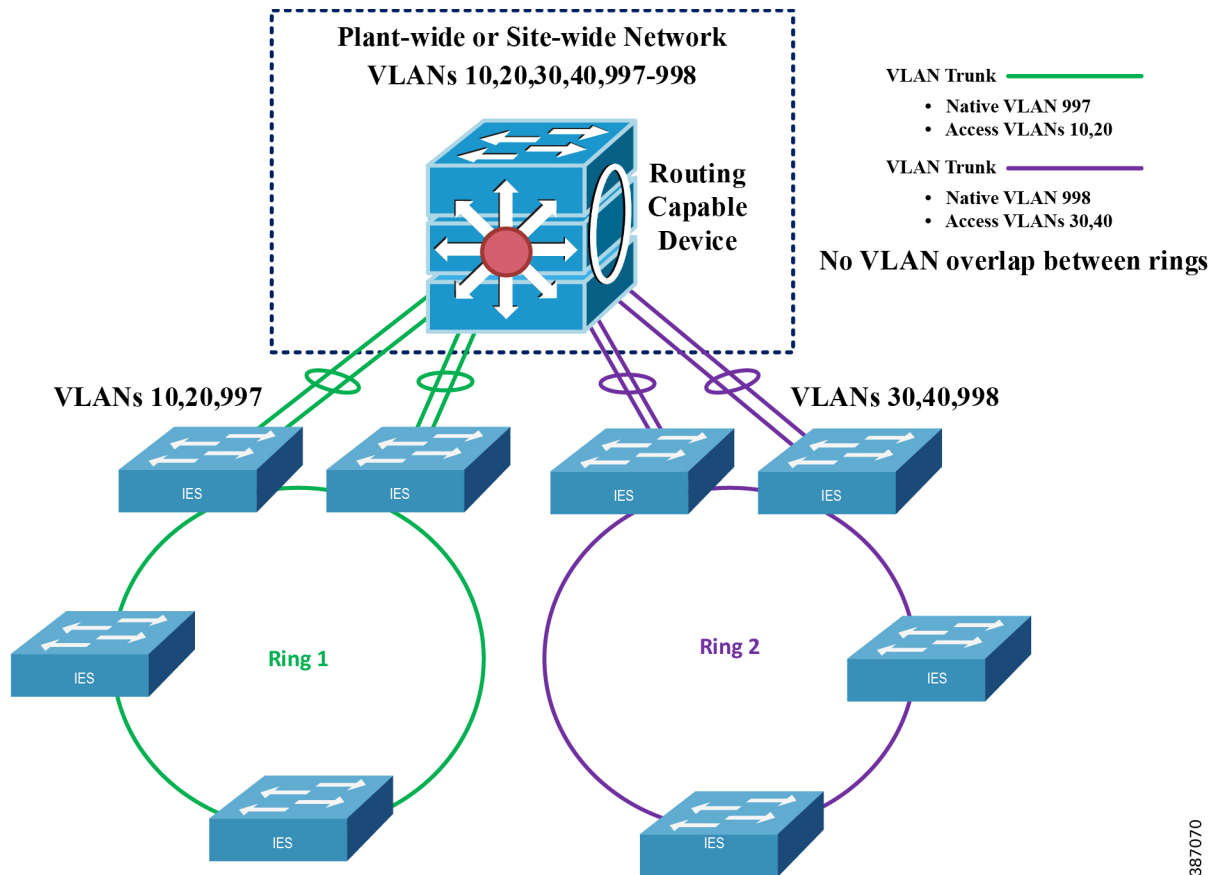 Plant-wide or Site-wide Network
VLANs 10,20,30,40,997-998
VLAN Trunk
• Native VLAN 997
• Access VLANs 10,20
VLAN Trunk
• Native VLAN 998
• Access VLANs 30,40
No VLAN overlap between rings
Routing
Capable
Device
VLANs 10,20,997
VLANs 30,40,998
IES
IES
IES
IES
IES
Ring 1
Ring 2
IES
IES
IES
387070